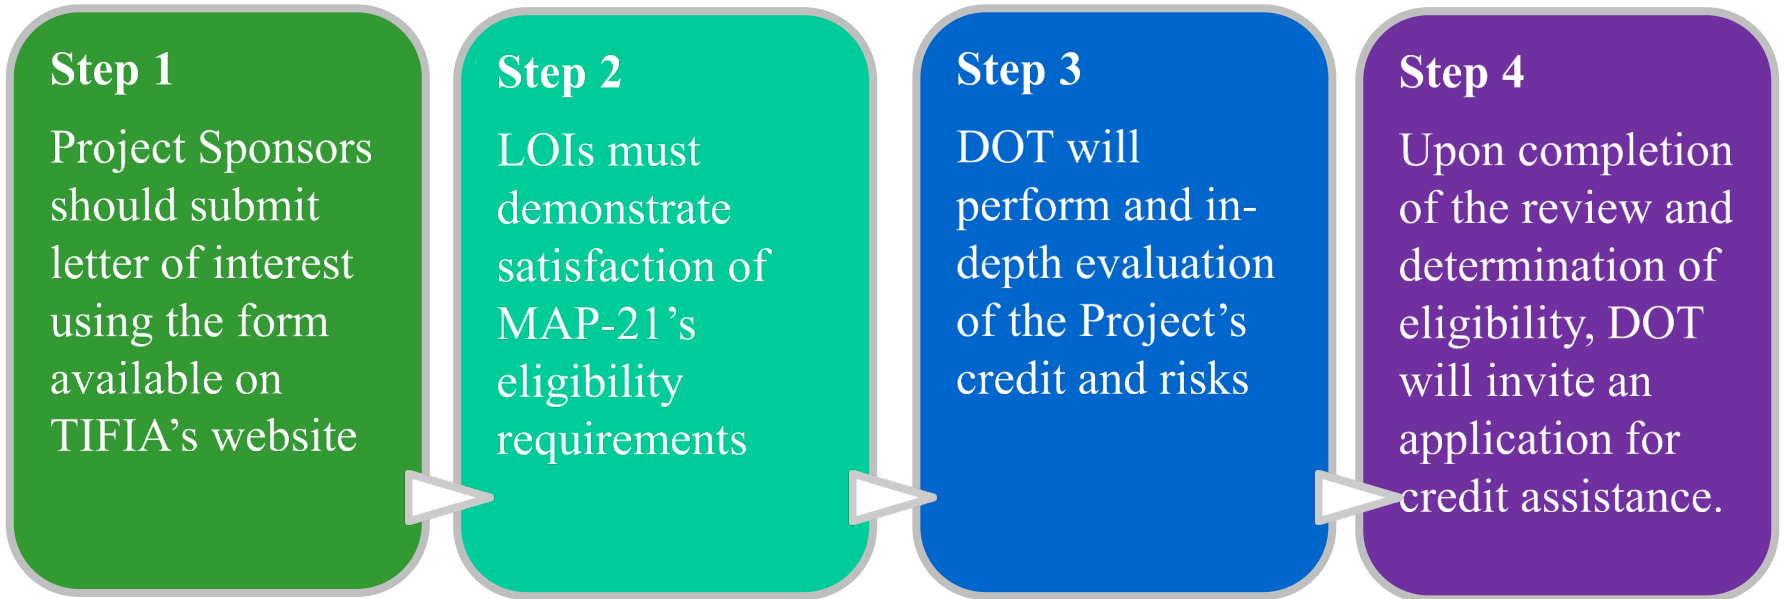 Step 1
Project Sponsors
should submit
letter of interest
using the form
available on
TIFIA’s website
Step 2
LOIs must
demonstrate
satisfaction of
MAP-21’s
eligibility
requirements
Step 3
DOT will
perform and in-
depth evaluation
of the Project’s
credit and risks
Step 4
Upon completion
of the review and
determination of
eligibility, DOT
will invite an
application for
credit assistance.